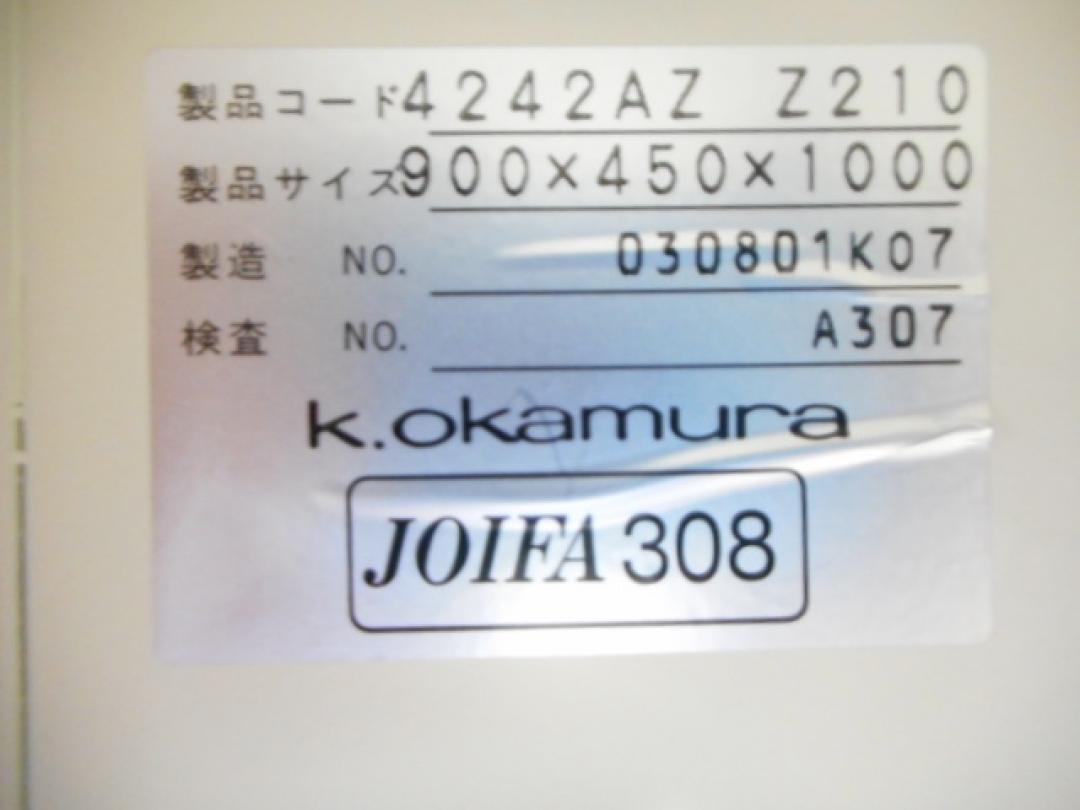 製品コード4242AZ Z210
製品サイズ900×450×1000
製造 NO. 030801K07
検査 NO. A307
k.okamura
JOIFA 308